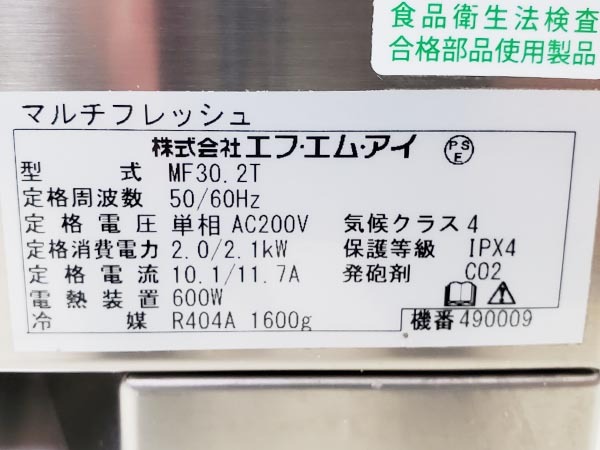 食品衛生法検査
合格部品使用製品
マルチフレッシュ
株式会社エフ・エム・アイ PSE
型式 MF30.2T
定格周波数 50/60Hz
定格電圧 単相 AC200V 気候クラス 4
定格消費電力 2.0/2.1kW 保護等級 IPX4
定格電流 10.1/11.7A 発砲剤 CO2
電熱装置 600W
冷媒 R404A 1600g 機番 490009